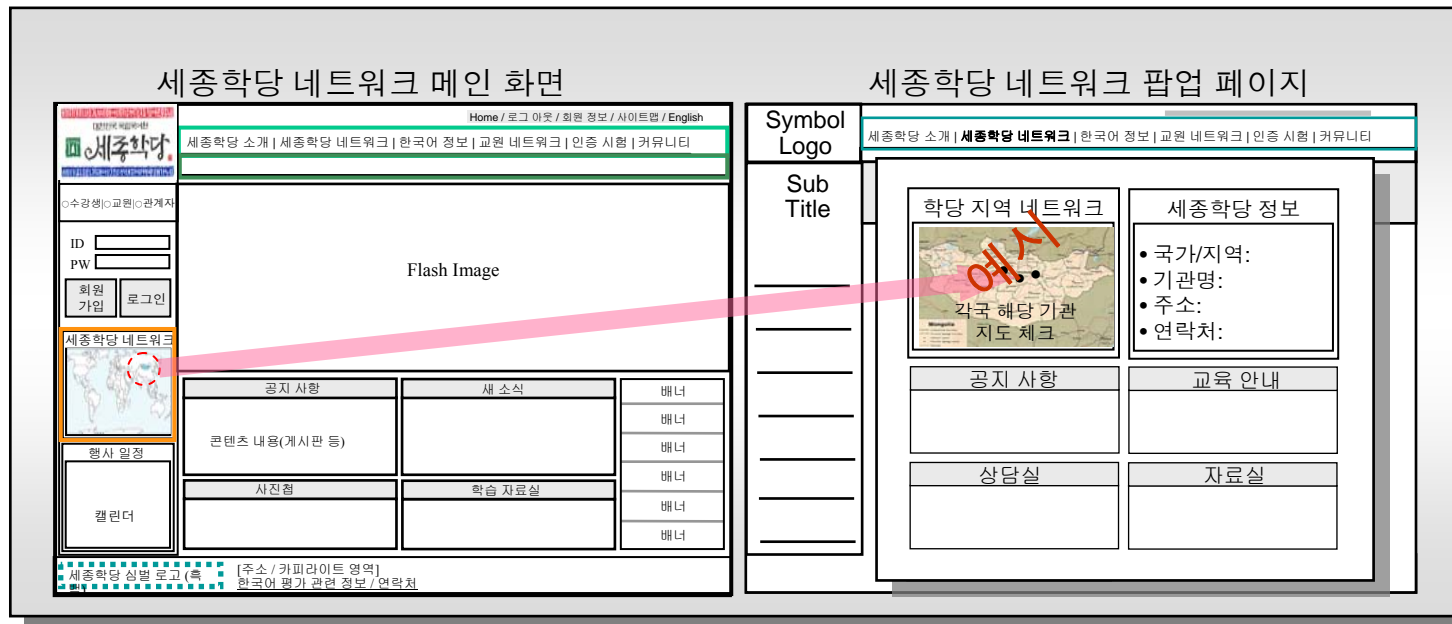 세종학당 네트워크 메인 화면
세종학당
Home / 로그 아웃 / 회원 정보 / 사이트맵 / English
세종학당 소개 | 세종학당 네트워크 | 한국어 정보 | 교원 네트워크 | 인증 시험 | 커뮤니티
○수강생|○교원|○관계자
ID
PW
회원
가입
로그인
Flash Image
세종학당 네트워크
행사 일정
캘린더
공지 사항
새 소식
콘텐츠 내용(게시판 등)
사진첩
학습 자료실
배너
배너
배너
배너
배너
배너
세종학당 심벌 로고 (흑
[주소 / 카피라이트 영역]
한국어 평가 관련 정보 / 연락처
세종학당 네트워크 팝업 페이지
Symbol
Logo
세종학당 소개 | 세종학당 네트워크 | 한국어 정보 | 교원 네트워크 | 인증 시험 | 커뮤니티
Sub
Title
학당 지역 네트워크
예시
각국 해당 기관
지도 체크
Mongolia
세종학당 정보
• 국가/지역:
• 기관명:
• 주소:
• 연락처:
공지 사항
교육 안내
상담실
자료실